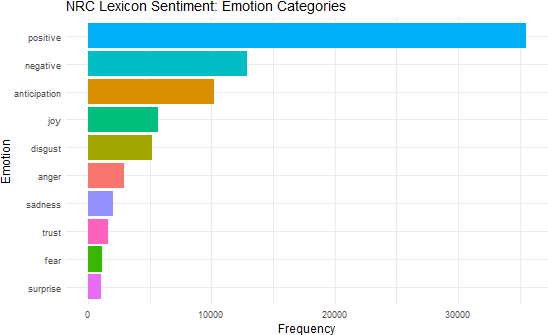 NRC Lexicon Sentiment: Emotion Categories
Emotion
positive
negative
anticipation
joy
disgust
anger
sadness
trust
fear
surprise
0 10000 20000 30000
Frequency